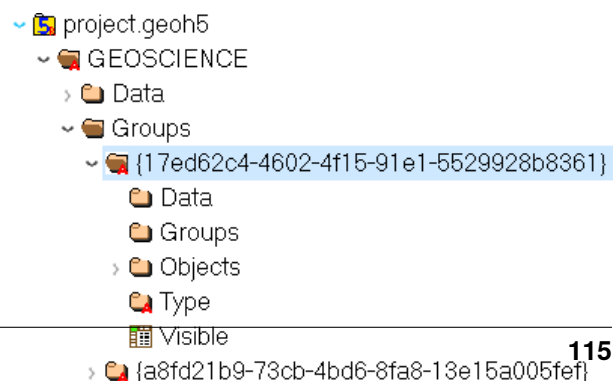 project.geoh5
GEOSCIENCE
Data
Groups
{17ed62c4-4602-4f15-91e1-5529928b8361}
Data
Groups
Objects
Type
Visible
115
{a8fd21b9-73cb-4bd6-8fa8-13e15a005fef}